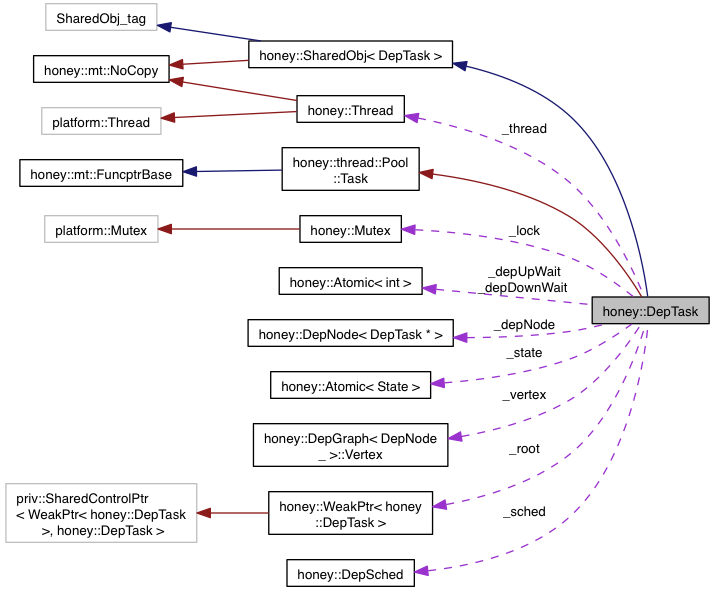 SharedObj_tag
honey::SharedObj< DepTask >
honey::mt::NoCopy
honey::Thread
platform::Thread
_thread
honey::thread::Pool
::Task
honey::mt::FuncptrBase
platform::Mutex
honey::Mutex
_lock
honey::Atomic< int >
_depUpWait
_depDownWait
honey::DepTask
honey::DepNode< DepTask * >
_depNode
_state
honey::Atomic< State >
_vertex
honey::DepGraph< DepNode
_ >::Vertex
_root
priv::SharedControlPtr
< WeakPtr< honey::DepTask
>, honey::DepTask >
honey::WeakPtr< honey
::DepTask >
_sched
honey::DepSched